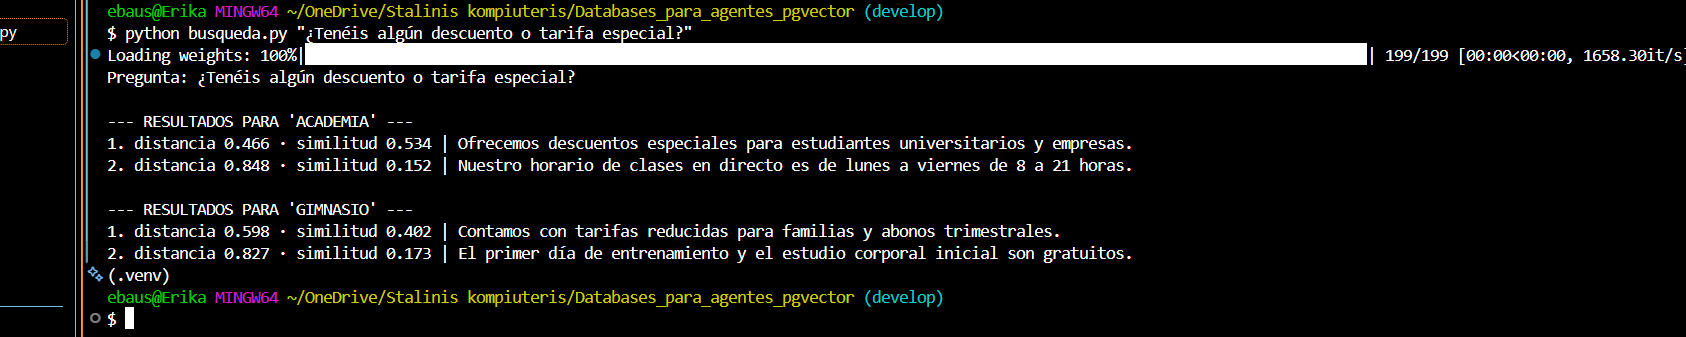 py
ebaus@Erika MINGW64 ~/OneDrive/Stalinis kompiuteris/Databases_para_agentes_pgvector (develop)
$ python busqueda.py "¿Tenéis algún descuento o tarifa especial?"
Loading weights: 100%|| 199/199 [00:00<00:00, 1658.30it/s]
Pregunta: ¿Tenéis algún descuento o tarifa especial?
--- RESULTADOS PARA 'ACADEMIA' ---
1. distancia 0.466 · similitud 0.534 | Ofrecemos descuentos especiales para estudiantes universitarios y empresas.
2. distancia 0.848 · similitud 0.152 | Nuestro horario de clases en directo es de lunes a viernes de 8 a 21 horas.
--- RESULTADOS PARA 'GIMNASIO' ---
1. distancia 0.598 · similitud 0.402 | Contamos con tarifas reducidas para familias y abonos trimestrales.
2. distancia 0.827 · similitud 0.173 | El primer día de entrenamiento y el estudio corporal inicial son gratuitos.
(.venv)
ebaus@Erika MINGW64 ~/OneDrive/Stalinis kompiuteris/Databases_para_agentes_pgvector (develop)
$